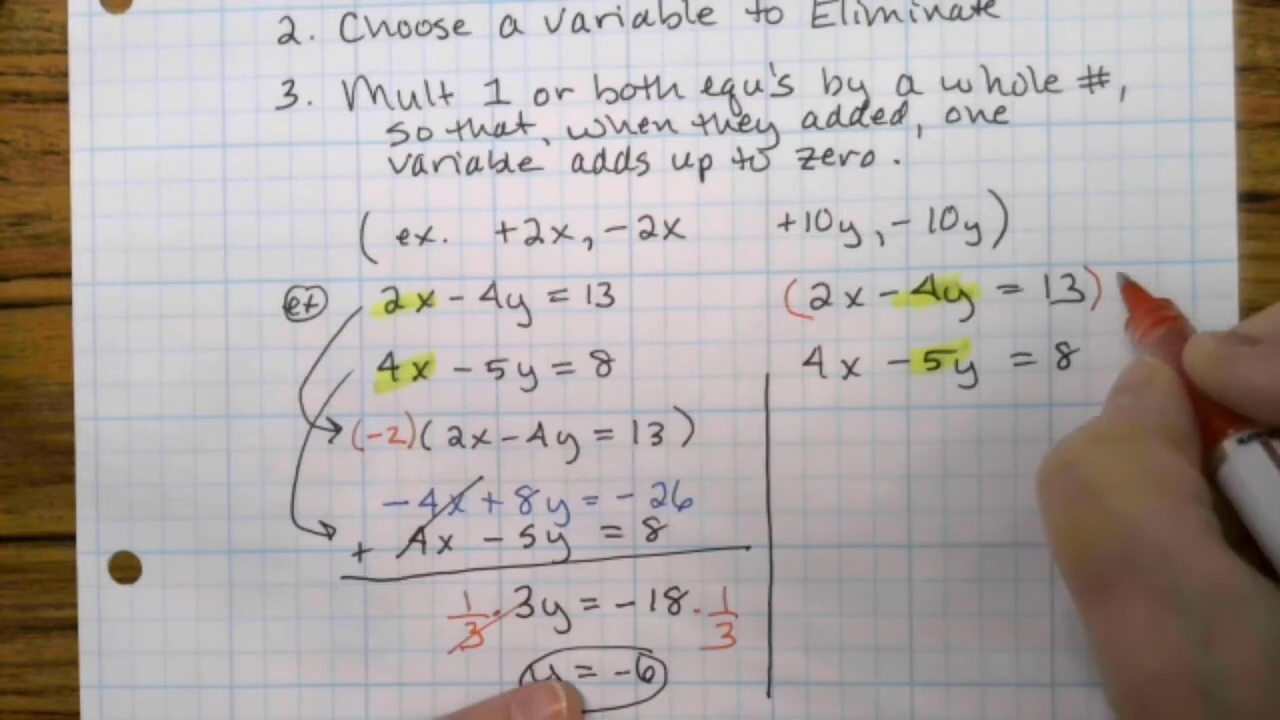 2. Choose a variable to Eliminate
3. Mult 1 or both equ's by a whole #,
so that, when they added, one
variable adds up to zero.
(ex. +2x, -2x +10y, -10y)
ex 2x - 4y = 13
4x - 5y = 8
(-2)(2x - 4y = 13)
-4x + 8y = -26
+ 4x - 5y = 8
1/3 · 3y = -18 · 1/3
y = -6
(2x - 4y = 13)
4x - 5y = 8